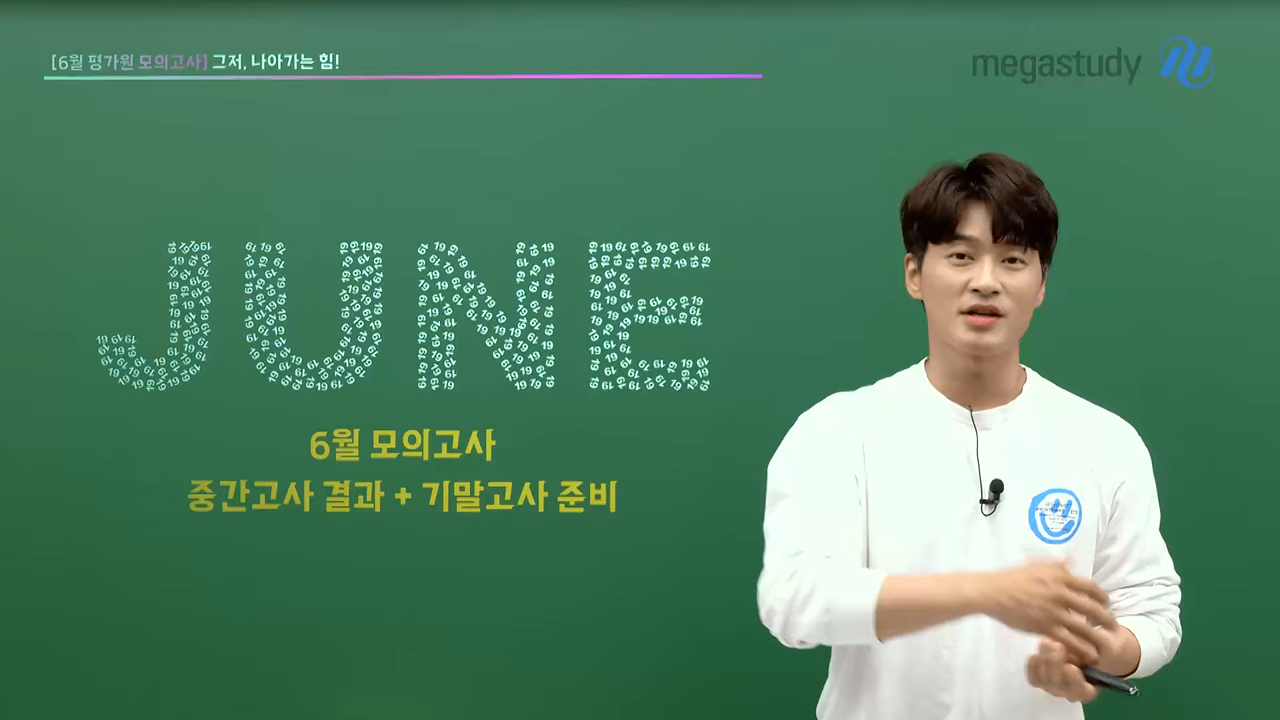 [6월 평가원 모의고사] 그저, 나아가는 힘!
megastudy
JUNE
6월 모의고사
중간고사 결과 + 기말고사 준비